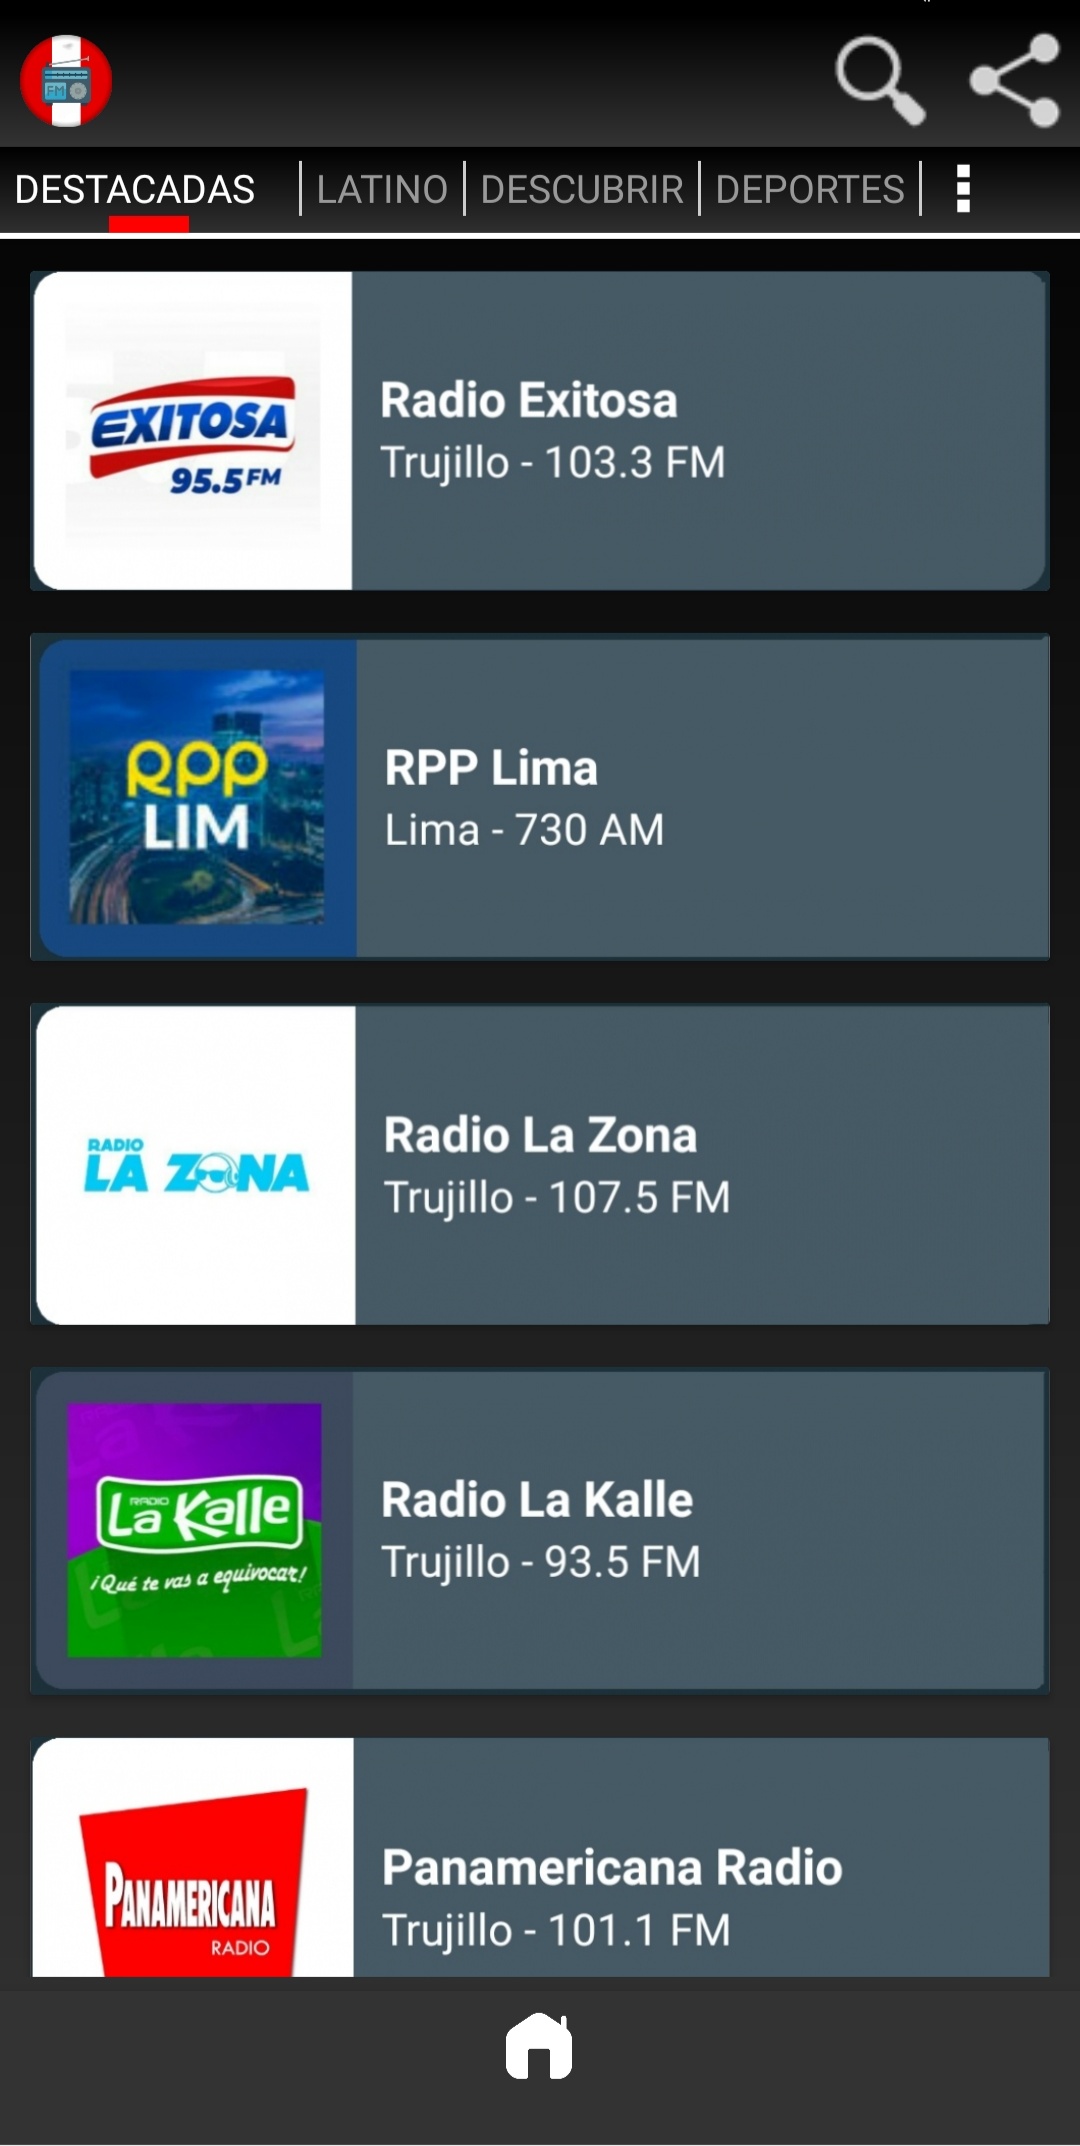 FM
DESTACADAS
LATINO
DESCUBRIR
DEPORTES
EXITOSA
95.5 FM
Radio Exitosa
Trujillo - 103.3 FM
RPP
LIM
RPP Lima
Lima - 730 AM
RADIO
LA ZONA
Radio La Zona
Trujillo - 107.5 FM
RADIO
La Kalle
¡Qué te vas a equivocar!
Radio La Kalle
Trujillo - 93.5 FM
PANAMERICANA
RADIO
Panamericana Radio
Trujillo - 101.1 FM